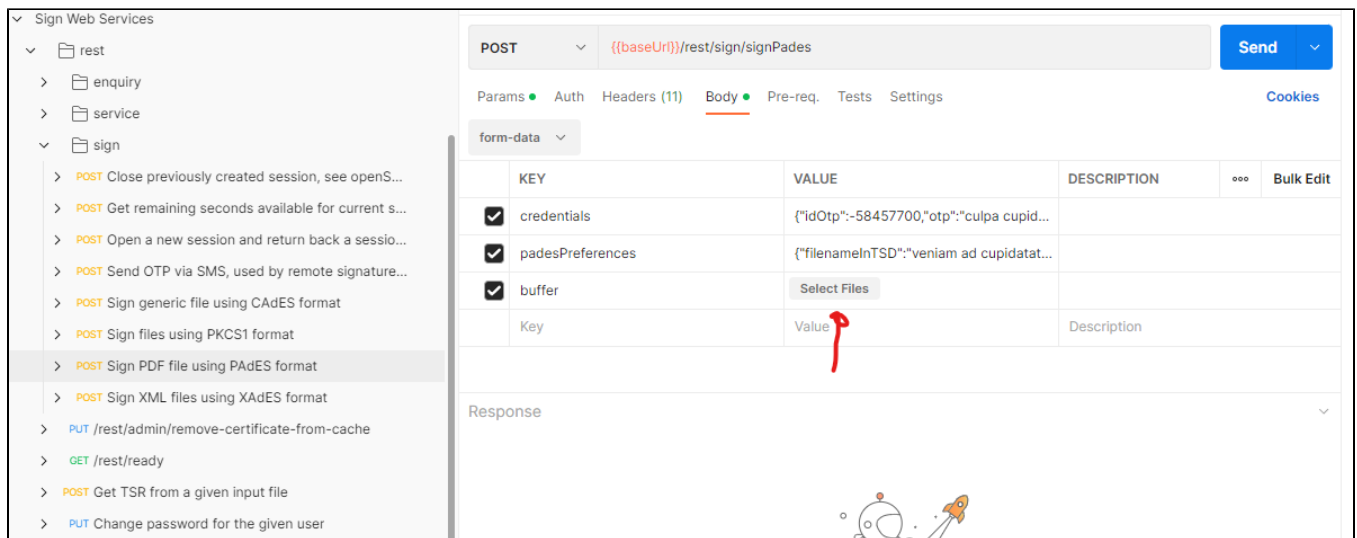 Sign Web Services
rest
enquiry
service
sign
POST Close previously created session, see openS...
POST Get remaining seconds available for current s...
POST Open a new session and return back a sessio...
POST Send OTP via SMS, used by remote signature...
POST Sign generic file using CAdES format
POST Sign files using PKCS1 format
POST Sign PDF file using PAdES format
POST Sign XML files using XAdES format
PUT /rest/admin/remove-certificate-from-cache
GET /rest/ready
POST Get TSR from a given input file
PUT Change password for the given user
POST {{baseUrl}}/rest/sign/signPades Send
Params Auth Headers (11) Body Pre-req. Tests Settings Cookies
form-data
KEY VALUE DESCRIPTION Bulk Edit
credentials {"idOtp":-58457700,"otp":"culpa cupid...
padesPreferences {"filenameInTSD":"veniam ad cupidatat...
buffer Select Files
Key Value Description
Response